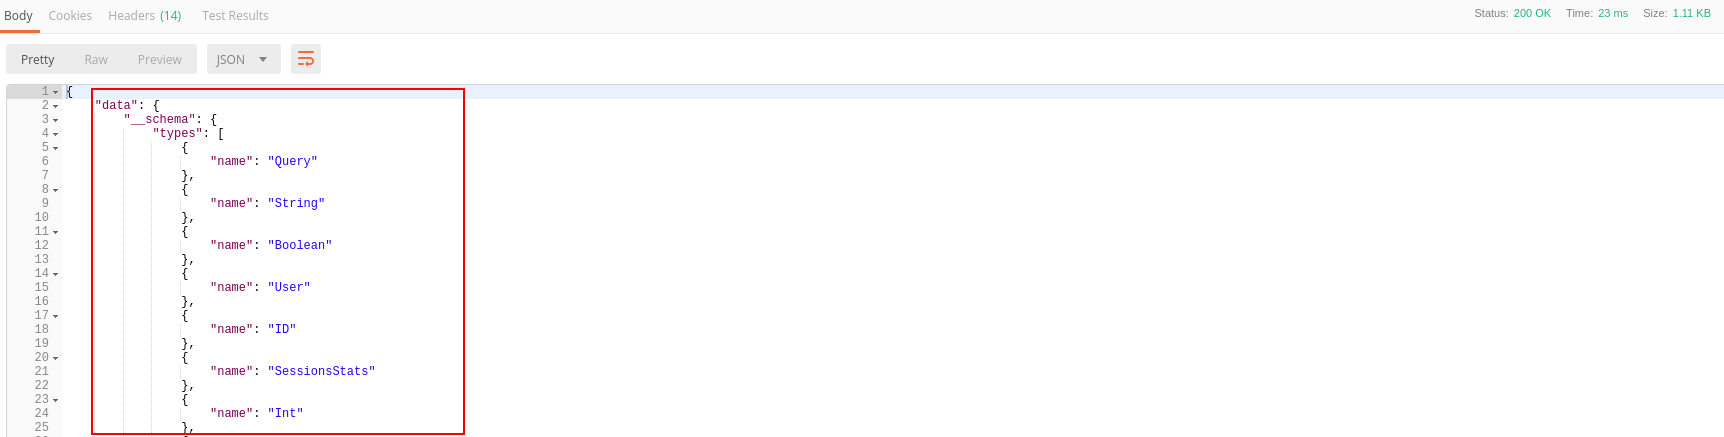 Body Cookies Headers (14) Test Results Status: 200 OK Time: 23 ms Size: 1.11 KB
Pretty Raw Preview JSON
1 {
2 "data": {
3 "__schema": {
4 "types": [
5 {
6 "name": "Query"
7 },
8 {
9 "name": "String"
10 },
11 {
12 "name": "Boolean"
13 },
14 {
15 "name": "User"
16 },
17 {
18 "name": "ID"
19 },
20 {
21 "name": "SessionsStats"
22 },
23 {
24 "name": "Int"
25 },